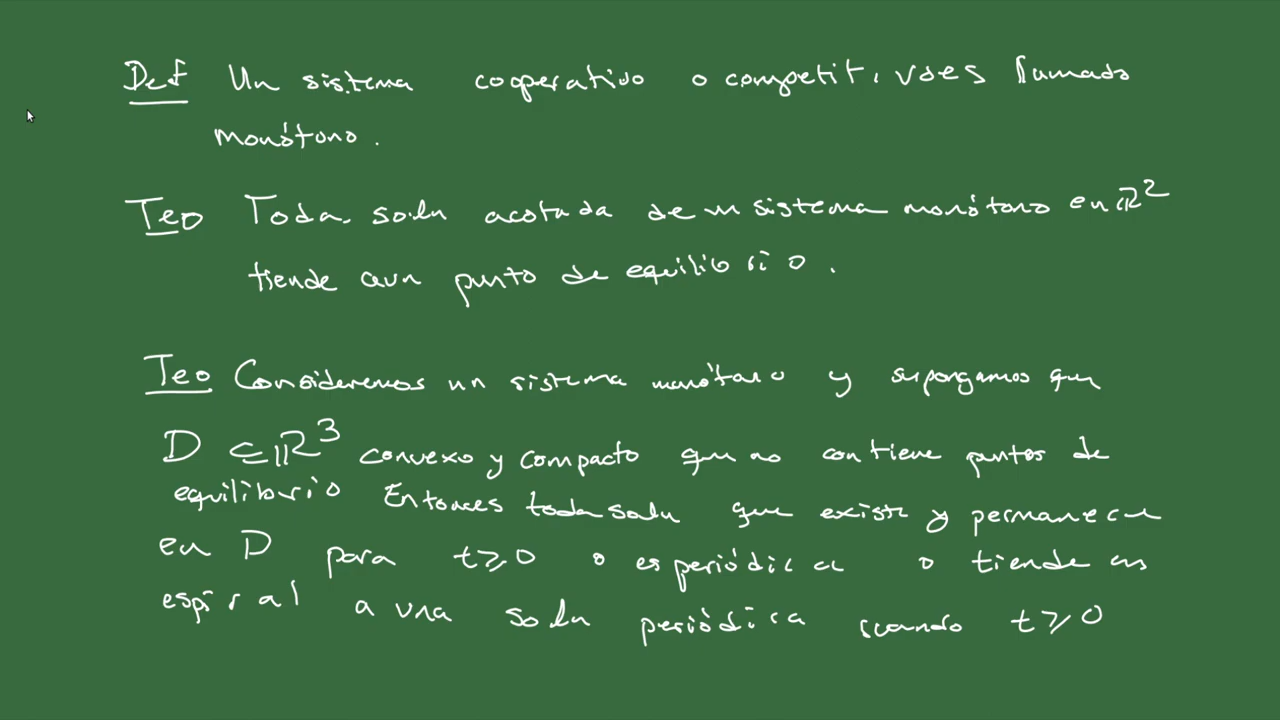 Def Un sistema cooperativo o competitivo es llamado
monótono.
Teo Toda soln acotada de un sistema monótono en ℝ²
tiende a un punto de equilibrio.
Teo Consideremos un sistema monótono y supongamos que
D ⊆ ℝ³ convexo y compacto que no contiene puntos de
equilibrio Entonces toda soln que existe y permanece
en D para t ≥ 0 o es periódica o tiende en
espiral a una soln periódica cuando t ≥ 0